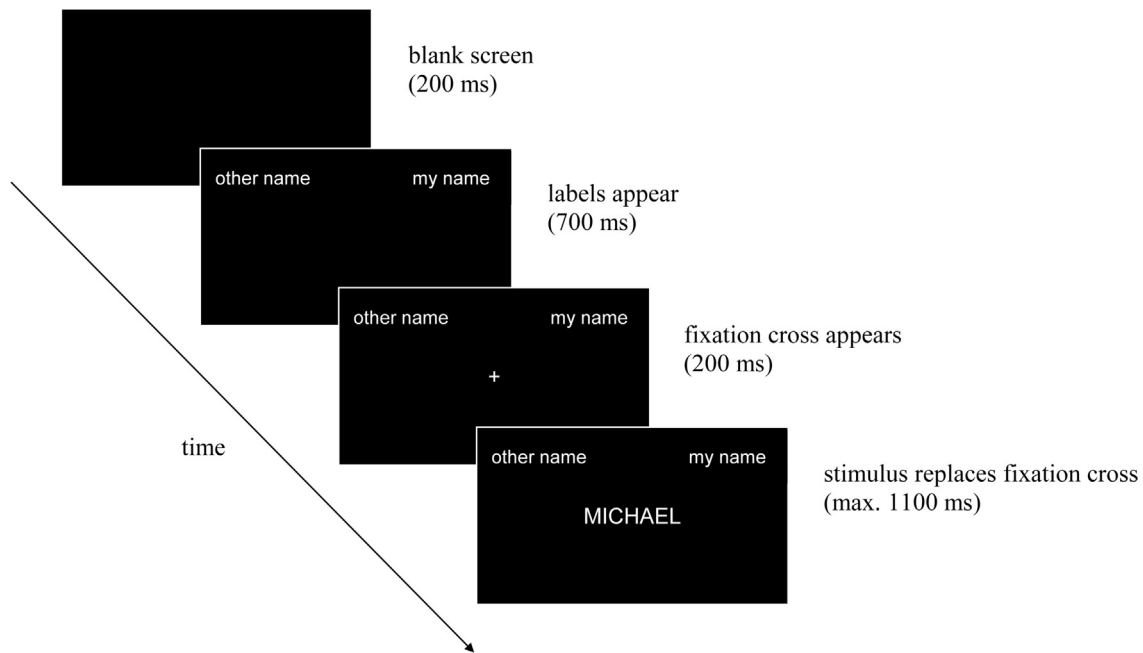 blank screen
(200 ms)
other name my name
labels appear
(700 ms)
other name my name
fixation cross appears
(200 ms)
+
time
other name my name
stimulus replaces fixation cross
(max. 1100 ms)
MICHAEL